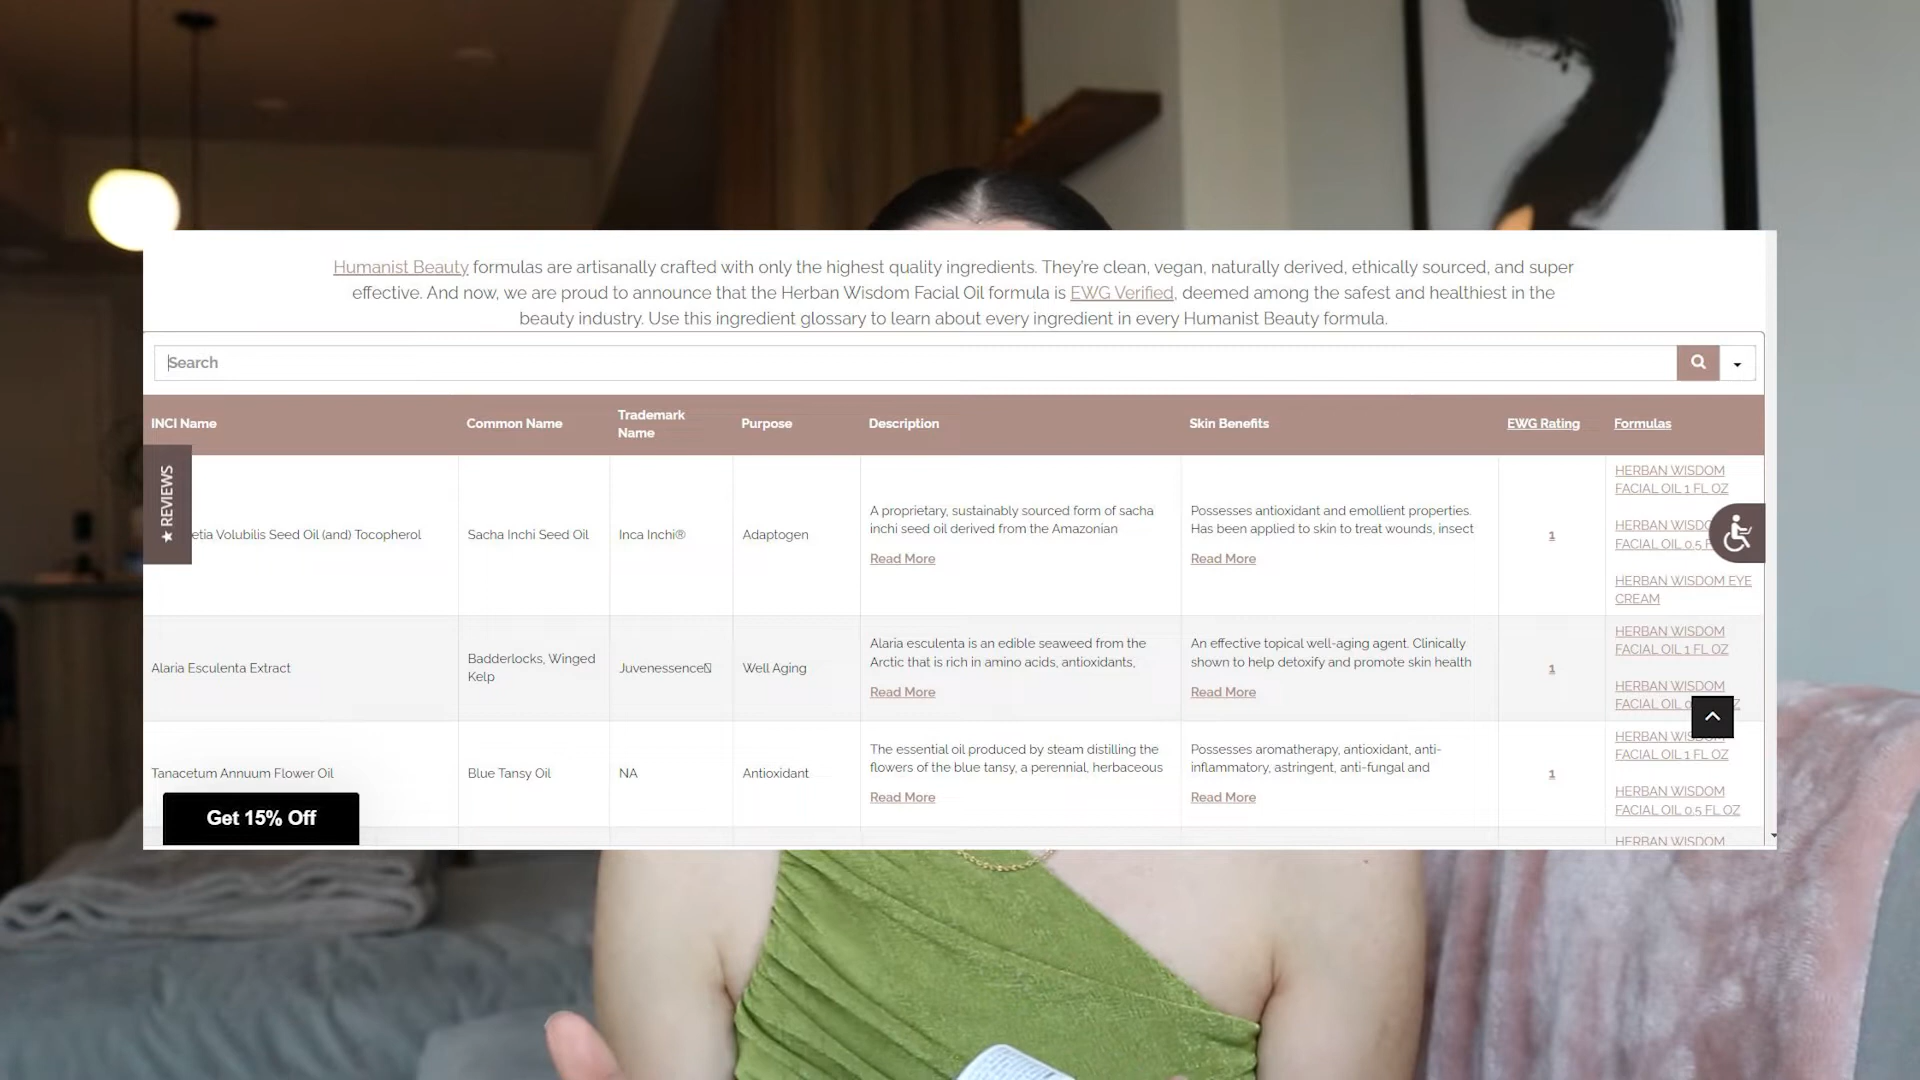 Humanist Beauty formulas are artisanally crafted with only the highest quality ingredients. They're clean, vegan, naturally derived, ethically sourced, and super
effective. And now, we are proud to announce that the Herban Wisdom Facial Oil formula is EWG Verified, deemed among the safest and healthiest in the
beauty industry. Use this ingredient glossary to learn about every ingredient in every Humanist Beauty formula.
Search
INCI Name
Common Name
Trademark
Name
Purpose
Description
Skin Benefits
EWG Rating
Formulas
★ REVIEWS
etia Volubilis Seed Oil (and) Tocopherol
Sacha Inchi Seed Oil
Inca Inchi®
Adaptogen
A proprietary, sustainably sourced form of sacha
inchi seed oil derived from the Amazonian
Read More
Possesses antioxidant and emollient properties.
Has been applied to skin to treat wounds, insect
Read More
1
HERBAN WISDOM
FACIAL OIL 1 FL OZ
HERBAN WISDO
FACIAL OIL 0.5 F
HERBAN WISDOM EYE
CREAM
Alaria Esculenta Extract
Badderlocks, Winged
Kelp
Juvenessence
Well Aging
Alaria esculenta is an edible seaweed from the
Arctic that is rich in amino acids, antioxidants,
Read More
An effective topical well-aging agent. Clinically
shown to help detoxify and promote skin health
Read More
1
HERBAN WISDOM
FACIAL OIL 1 FL OZ
HERBAN WISDOM
FACIAL OIL
Tanacetum Annuum Flower Oil
Blue Tansy Oil
NA
Antioxidant
The essential oil produced by steam distilling the
flowers of the blue tansy, a perennial, herbaceous
Read More
Possesses aromatherapy, antioxidant, anti-
inflammatory, astringent, anti-fungal and
Read More
1
HERBAN WISDOM
FACIAL OIL 1 FL OZ
HERBAN WISDOM
FACIAL OIL 0.5 FL OZ
HERBAN WISDOM
Get 15% Off